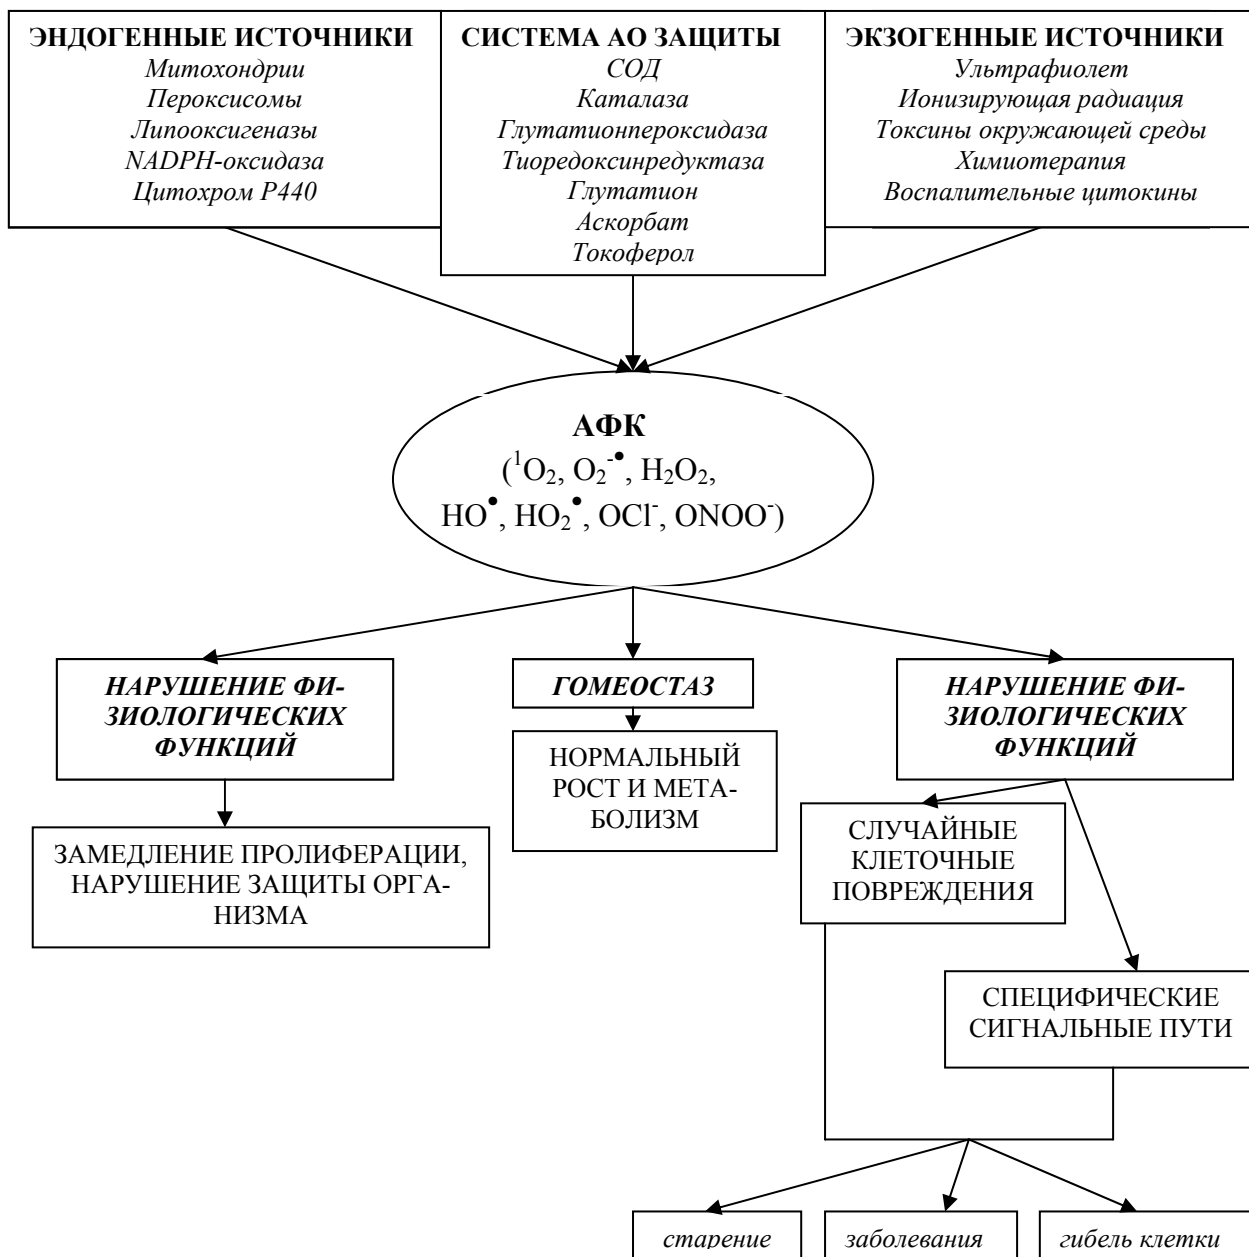 ЭНДОГЕННЫЕ ИСТОЧНИКИ
Митохондрии
Пероксисомы
Липооксигеназы
NADPH-оксидаза
Цитохром Р440
СИСТЕМА АО ЗАЩИТЫ
СОД
Каталаза
Глутатионпероксидаза
Тиоредоксинредуктаза
Глутатион
Аскорбат
Токоферол
ЭКЗОГЕННЫЕ ИСТОЧНИКИ
Ультрафиолет
Ионизирующая радиация
Токсины окружающей среды
Химиотерапия
Воспалительные цитокины
АФК
(¹O₂, O₂⁻•, H₂O₂,
HO•, HO₂•, OCl⁻, ONOO⁻)
НАРУШЕНИЕ ФИ-
ЗИОЛОГИЧЕСКИХ
ФУНКЦИЙ
ЗАМЕДЛЕНИЕ ПРОЛИФЕРАЦИИ,
НАРУШЕНИЕ ЗАЩИТЫ ОРГА-
НИЗМА
ГОМЕОСТАЗ
НОРМАЛЬНЫЙ
РОСТ И МЕТА-
БОЛИЗМ
НАРУШЕНИЕ ФИ-
ЗИОЛОГИЧЕСКИХ
ФУНКЦИЙ
СЛУЧАЙНЫЕ
КЛЕТОЧНЫЕ
ПОВРЕЖДЕНИЯ
СПЕЦИФИЧЕСКИЕ
СИГНАЛЬНЫЕ ПУТИ
старение
заболевания
гибель клетки